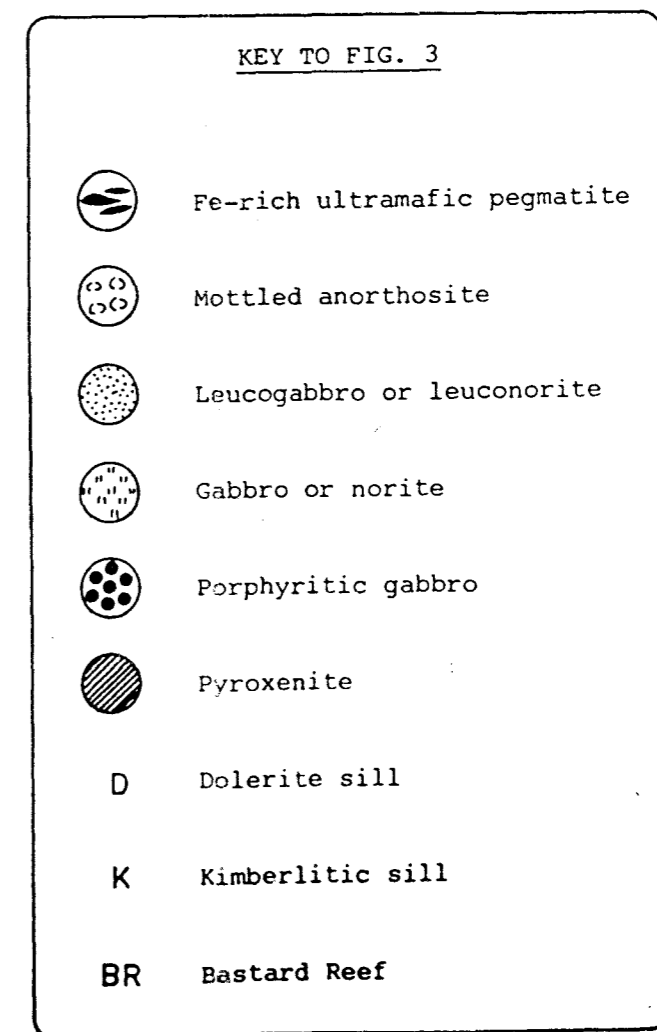 KEY TO FIG. 3
Fe-rich ultramafic pegmatite
Mottled anorthosite
Leucogabbro or leuconorite
Gabbro or norite
Porphyritic gabbro
Pyroxenite
D Dolerite sill
K Kimberlitic sill
BR Bastard Reef